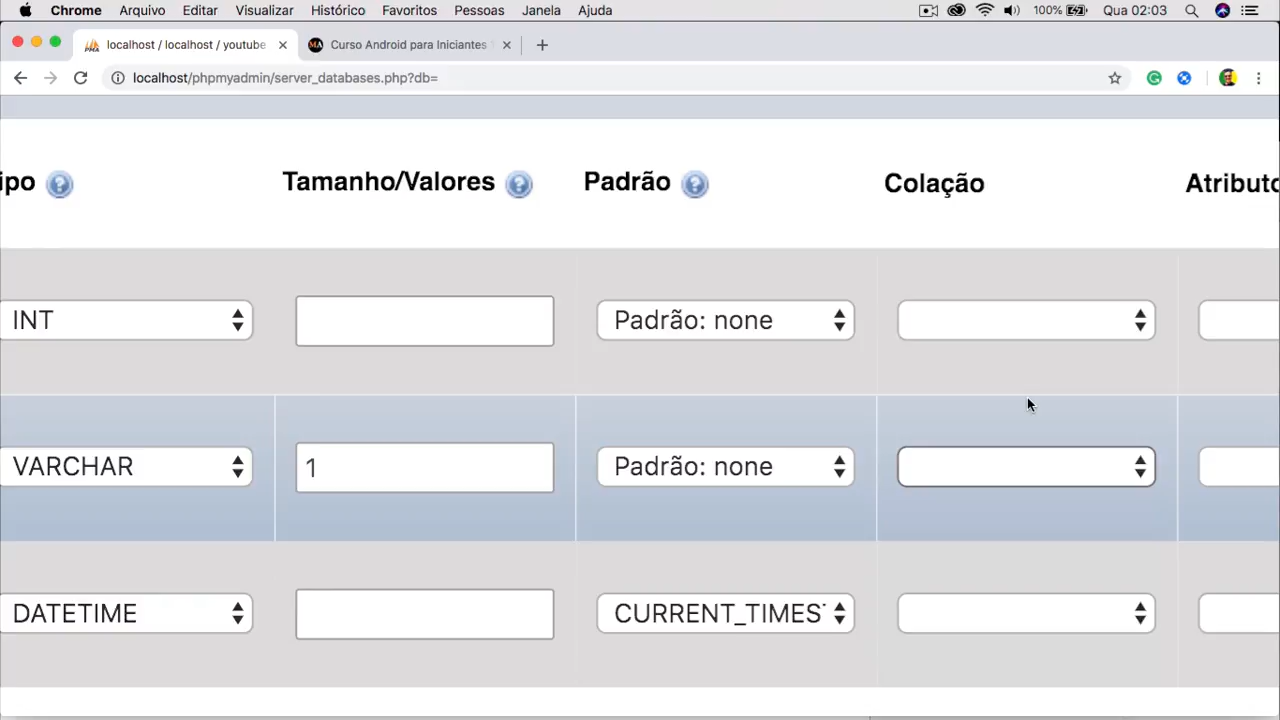 Chrome Arquivo Editar Visualizar Histórico Favoritos Pessoas Janela Ajuda 100% Qua 02:03
localhost / localhost / youtube Curso Android para Iniciantes
localhost/phpmyadmin/server_databases.php?db=
ipo Tamanho/Valores Padrão Colação Atributo
INT Padrão: none
VARCHAR 1 Padrão: none
DATETIME CURRENT_TIMEST